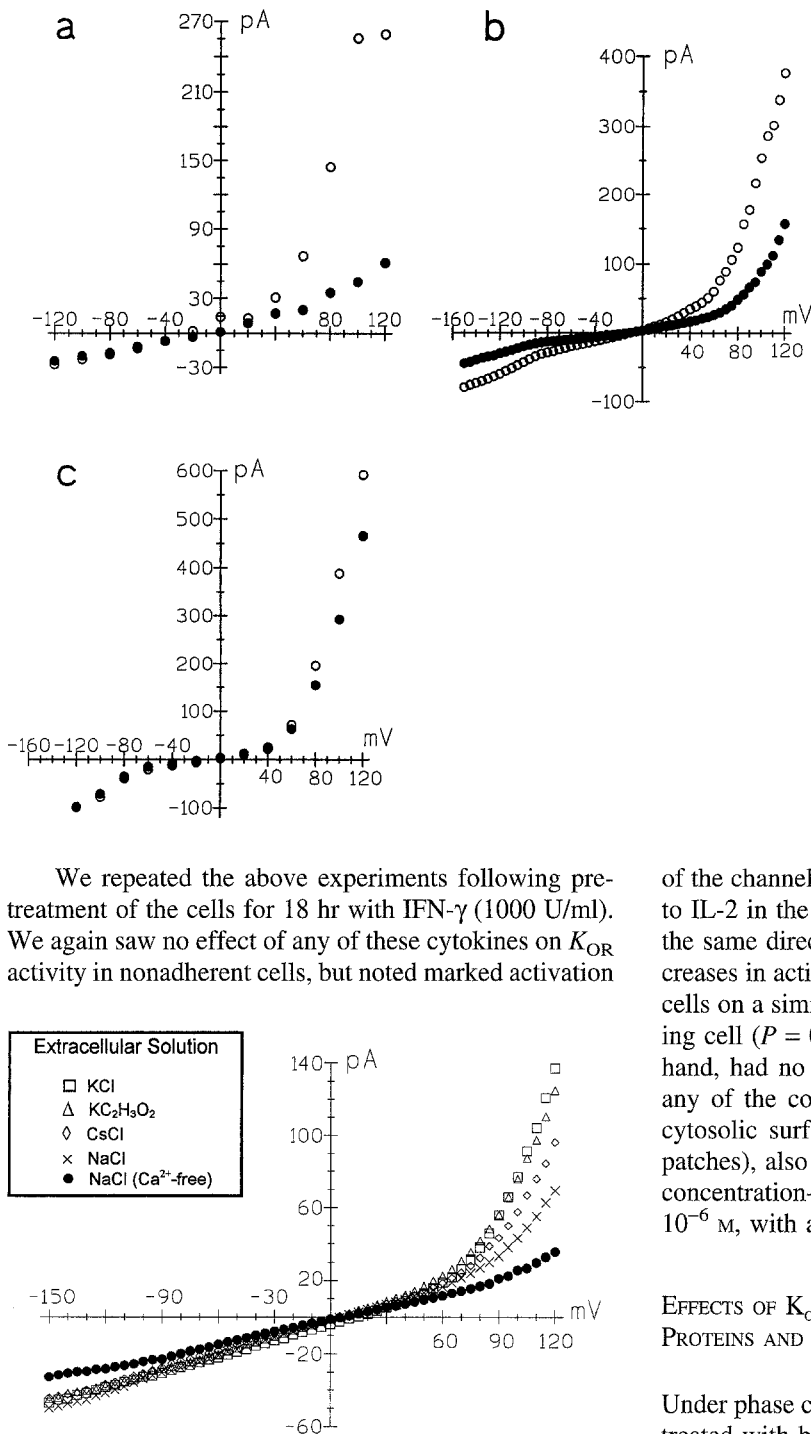 a
pA
270
210
150
90
30
-120 -80 -40
0
40 80 120
-30
b
400
pA
300
200
100
mV
-160 -120 -80 -40
0
40 80 120
-100
c
600 pA
500
400
300
200
100
-160 -120 -80 -40
mV
0
40 80 120
-100
We repeated the above experiments following pre-
treatment of the cells for 18 hr with IFN-γ (1000 U/ml).
We again saw no effect of any of these cytokines on K_OR
activity in nonadherent cells, but noted marked activation
of the channel
to IL-2 in the
the same direc
creases in acti
cells on a simi
ing cell (P = 
hand, had no
any of the co
cytosolic surf
patches), also
concentration-
10⁻⁶ M, with a
EFFECTS OF K
PROTEINS AND
Under phase c
treated with b
Extracellular Solution
KCl
KC₂H₃O₂
CsCl
NaCl
NaCl (Ca²⁺-free)
140
pA
100
60
20
-150 -90 -30
mV
60 90 120
-20
-60